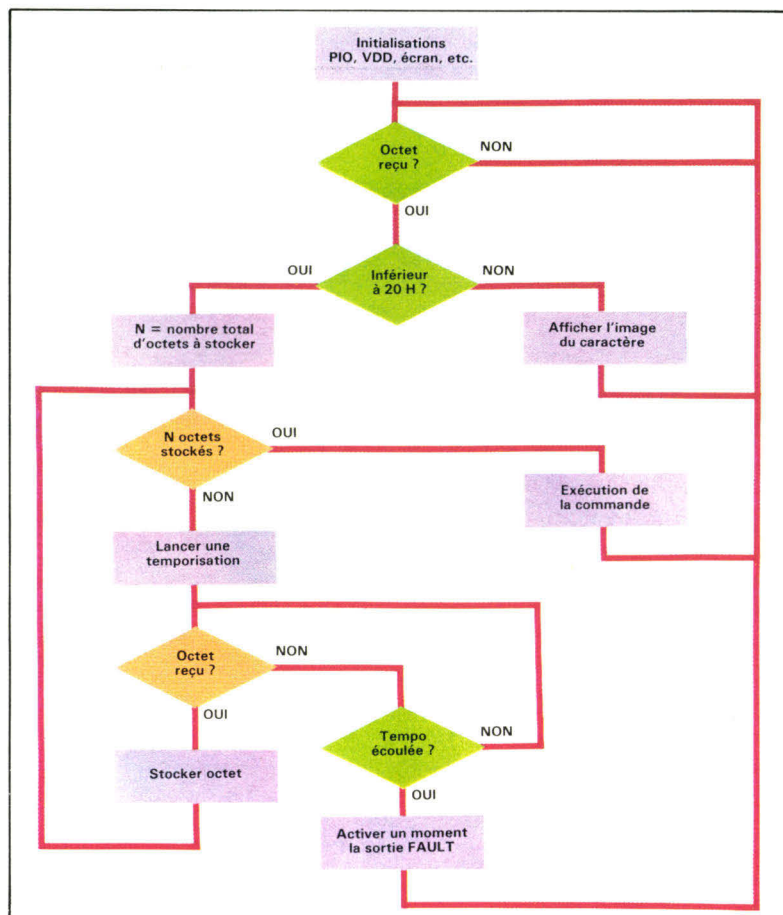 Initialisations
PIO, VDD, écran, etc.
Octet
reçu ?
NON
OUI
OUI
Inférieur
à 20 H ?
NON
N = nombre total
d'octets à stocker
Afficher l'image
du caractère
N octets
stockés ?
OUI
NON
Exécution de
la commande
Lancer une
temporisation
Octet
reçu ?
NON
OUI
Tempo
écoulée ?
NON
Stocker octet
OUI
Activer un moment
la sortie FAULT